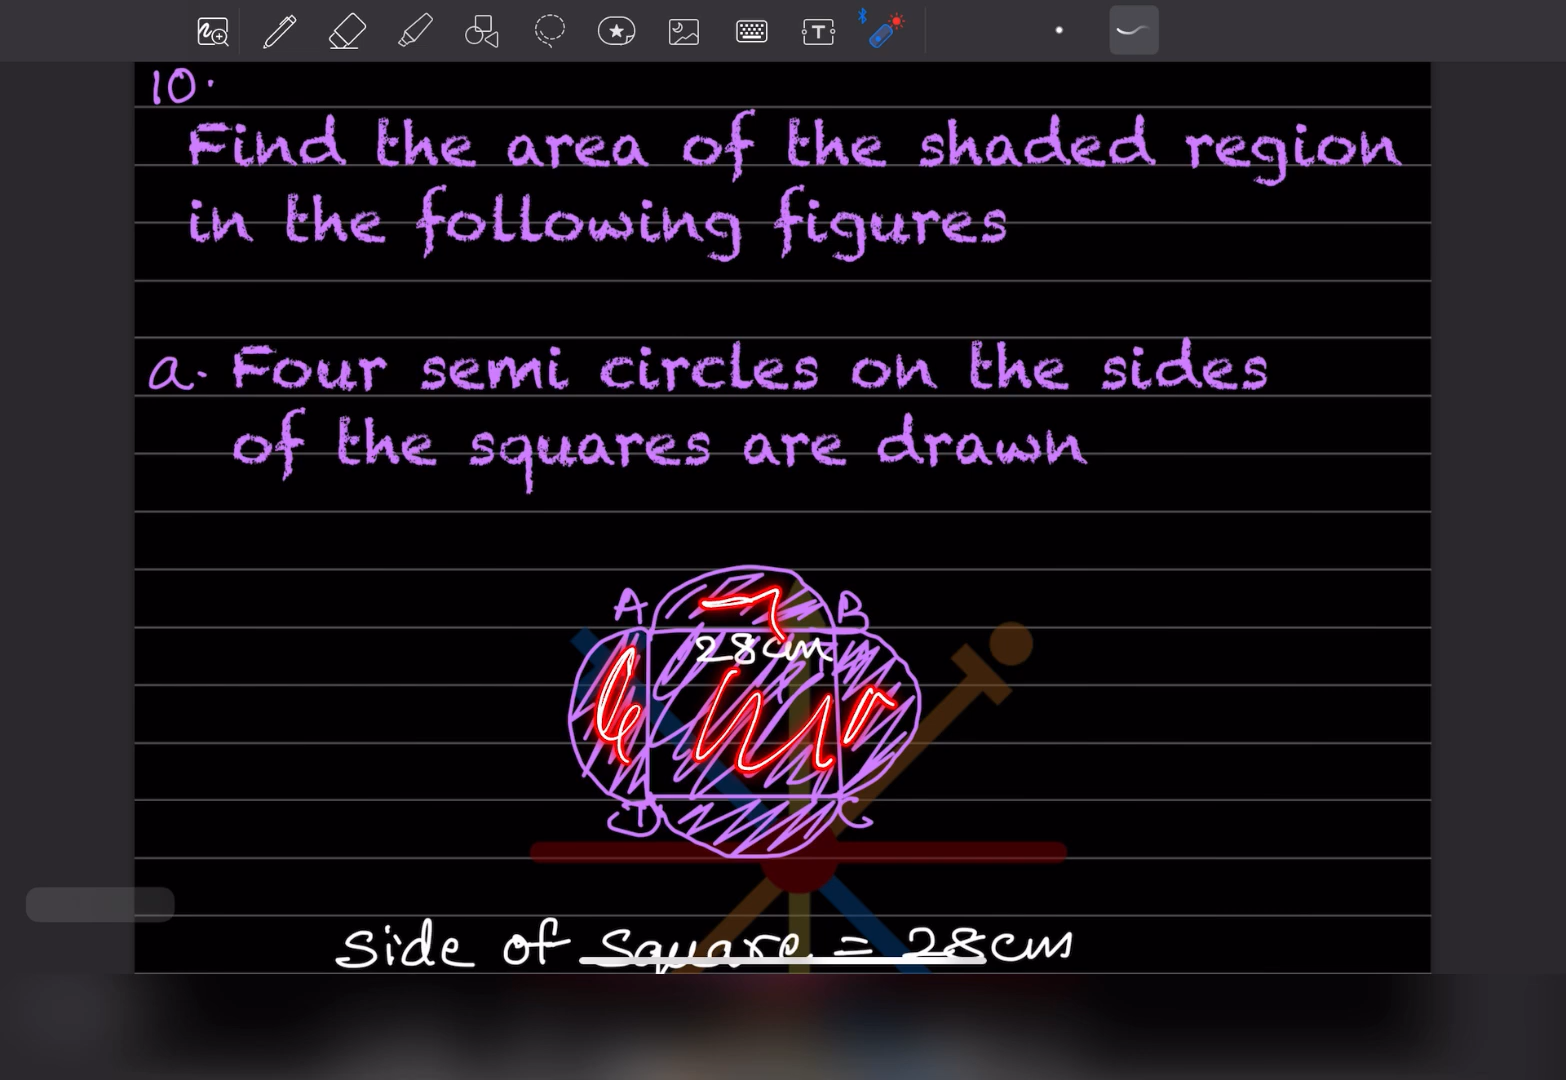 10.
Find the area of the shaded region
in the following figures
a. Four semi circles on the sides
of the squares are drawn
A B
28cm
D C
Side of Square = 28cm